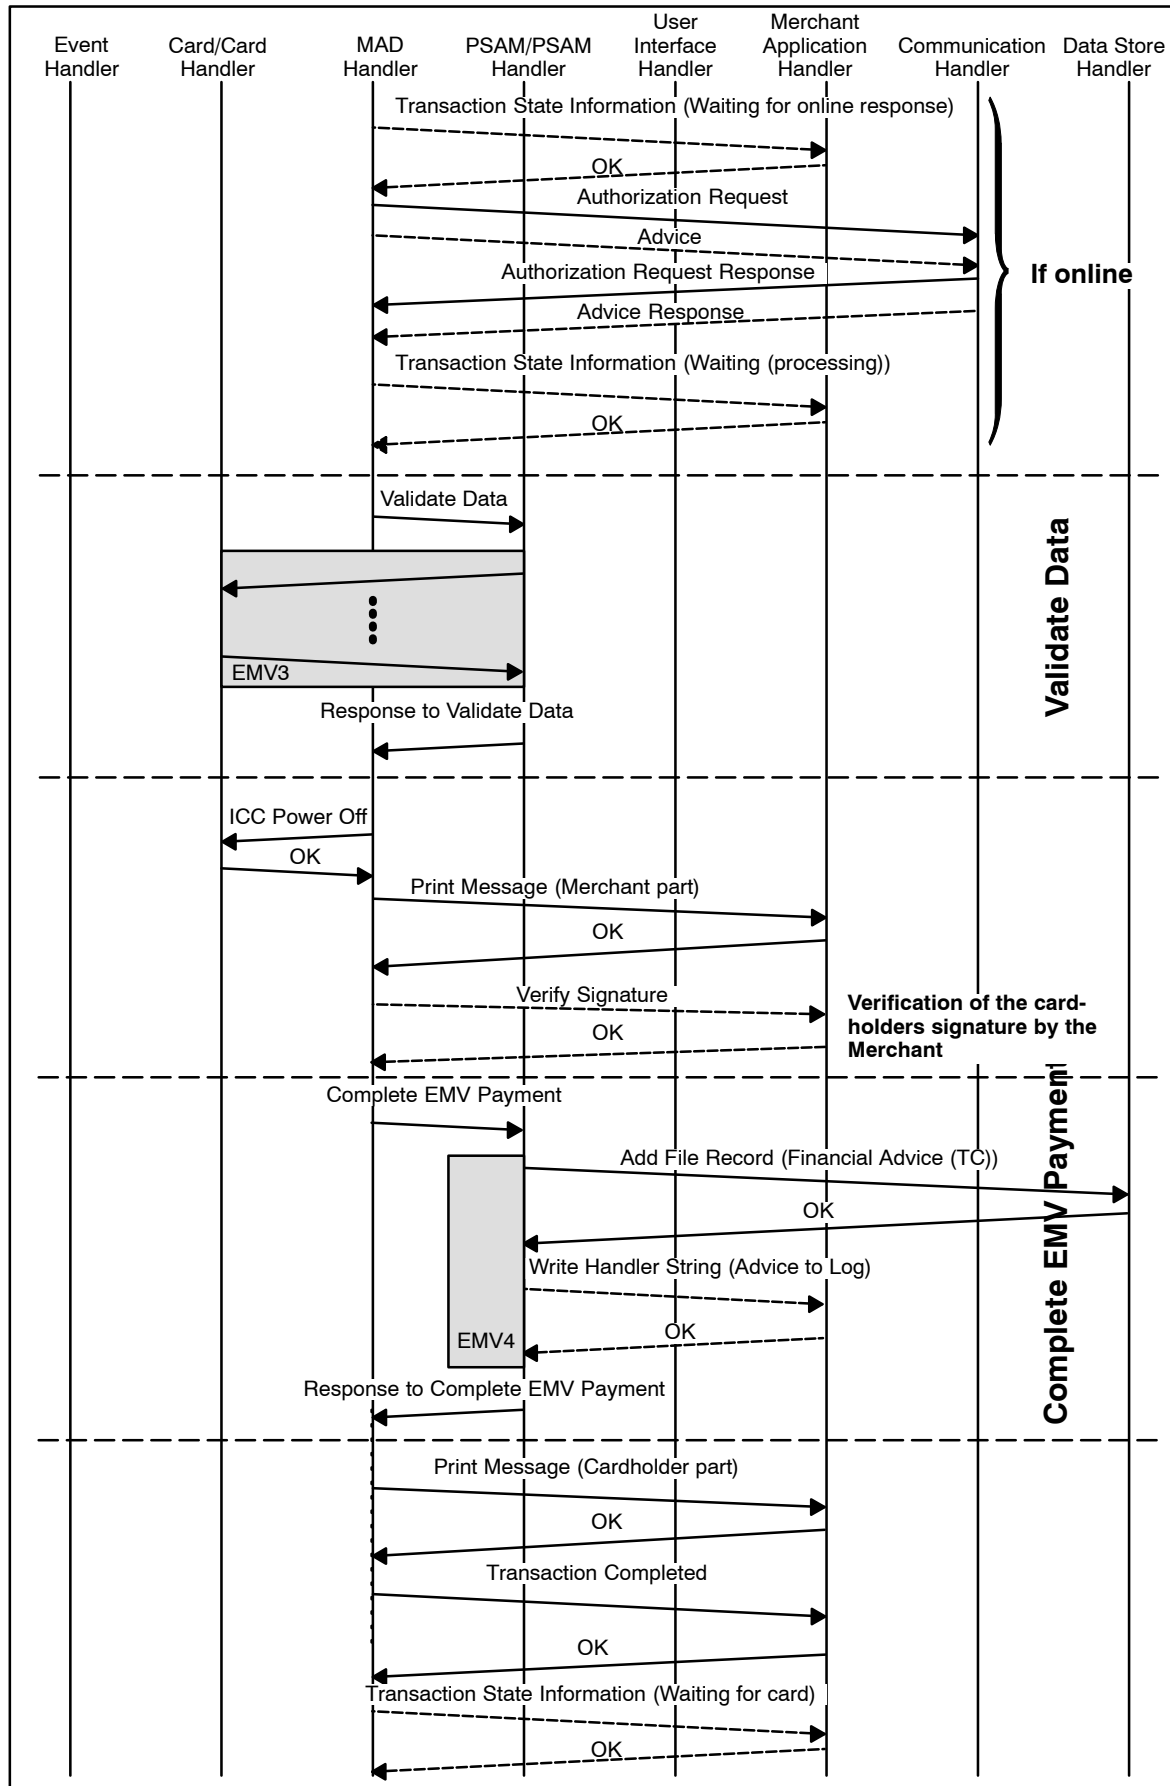 Event
Handler
Card/Card
Handler
MAD
Handler
PSAM/PSAM
Handler
User
Interface
Handler
Merchant
Application
Handler
Communication
Handler
Data Store
Handler
Transaction State Information (Waiting for online response)
OK
Authorization Request
Advice
Authorization Request Response
If online
Advice Response
Transaction State Information (Waiting (processing))
OK
Validate Data
Validate Data
EMV3
Response to Validate Data
ICC Power Off
OK
Print Message (Merchant part)
OK
Verify Signature
OK
Verification of the card-
holders signature by the
Merchant
Complete EMV Payment
Complete EMV Payment
Add File Record (Financial Advice (TC))
OK
Write Handler String (Advice to Log)
OK
EMV4
Response to Complete EMV Payment
Print Message (Cardholder part)
OK
Transaction Completed
OK
Transaction State Information (Waiting for card)
OK